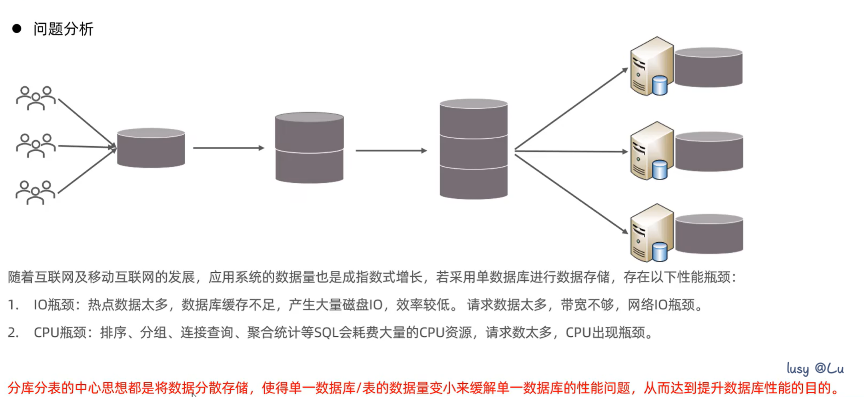 ● 问题分析
随着互联网及移动互联网的发展，应用系统的数据量也是成指数式增长，若采用单数据库进行数据存储，存在以下性能瓶颈：
1. IO瓶颈：热点数据太多，数据库缓存不足，产生大量磁盘IO，效率较低。 请求数据太多，带宽不够，网络IO瓶颈。
2. CPU瓶颈：排序、分组、连接查询、聚合统计等SQL会耗费大量的CPU资源，请求数太多，CPU出现瓶颈。
lusy @Lu
分库分表的中心思想都是将数据分散存储，使得单一数据库/表的数据量变小来缓解单一数据库的性能问题，从而达到提升数据库性能的目的。